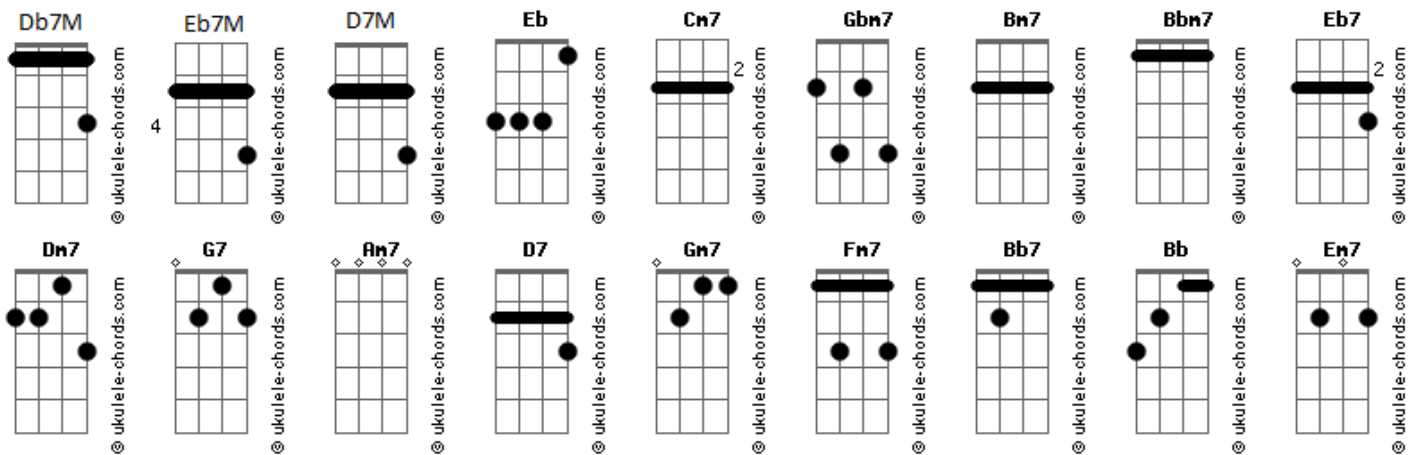 Db7M Eb7M D7M Eb Cm7 Gbm7 Bm7 Bbm7 Eb7
4 2 2
© ukulele-chords.com © ukulele-chords.com © ukulele-chords.com © ukulele-chords.com © ukulele-chords.com © ukulele-chords.com © ukulele-chords.com © ukulele-chords.com © ukulele-chords.com
Dm7 G7 Am7 D7 Gm7 Fm7 Bb7 Bb Em7
© ukulele-chords.com © ukulele-chords.com © ukulele-chords.com © ukulele-chords.com © ukulele-chords.com © ukulele-chords.com © ukulele-chords.com © ukulele-chords.com © ukulele-chords.com